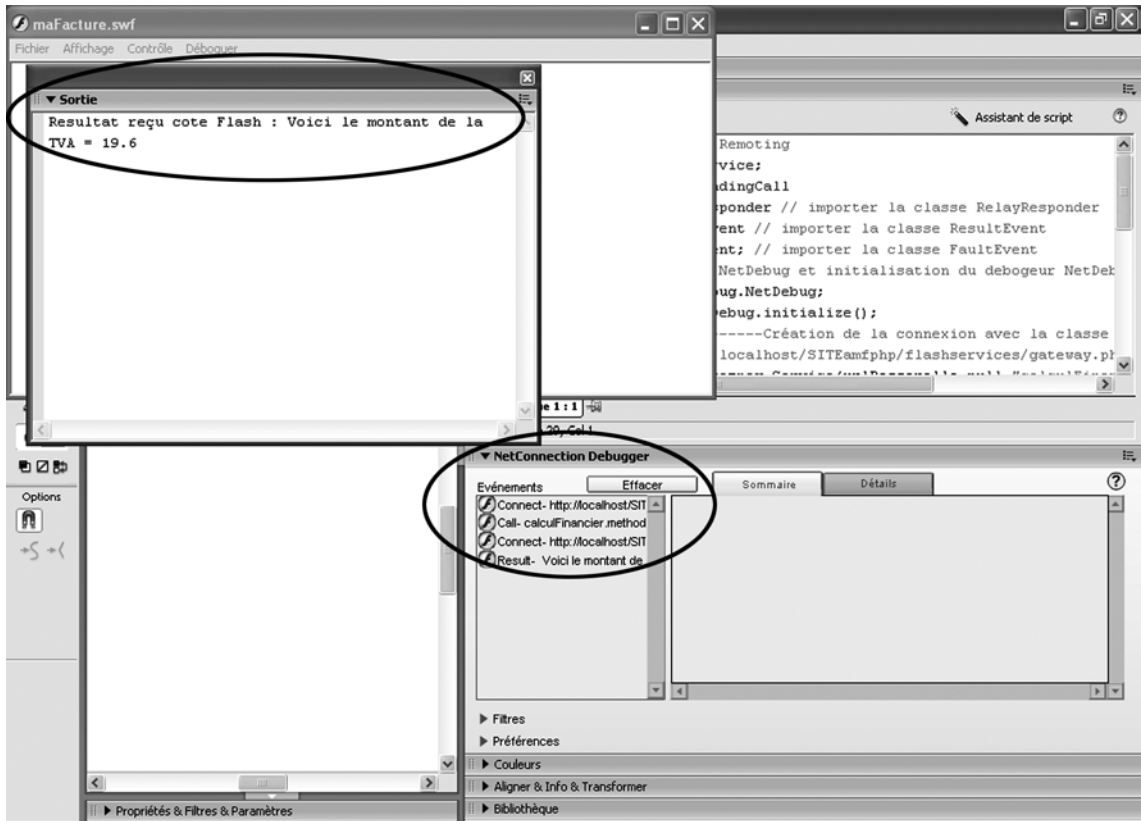 maFacture.swf
Fichier Affichage Contrôle Déboguer
Sortie
Resultat reçu cote Flash : Voici le montant de la
TVA = 19.6
Assistant de script
Remoting
vice;
dingCall
sponder // importer la classe RelayResponder
ent // importer la classe ResultEvent
nt; // importer la classe FaultEvent
NetDebug et initialisation du debogeur NetDeb
ug.NetDebug;
ebug.initialize();
-----Création de la connexion avec la classe
localhost/SITEamfphp/flashservices/gateway.ph
e 1 : 1
Options
NetConnection Debugger
Evénements
Effacer
Sommaire
Détails
Connect- http://localhost/SIT
Call- calculFinancier.method
Connect- http://localhost/SIT
Result- Voici le montant de
Filtres
Préférences
Couleurs
Aligner & Info & Transformer
Bibliothèque
Propriétés & Filtres & Paramètres